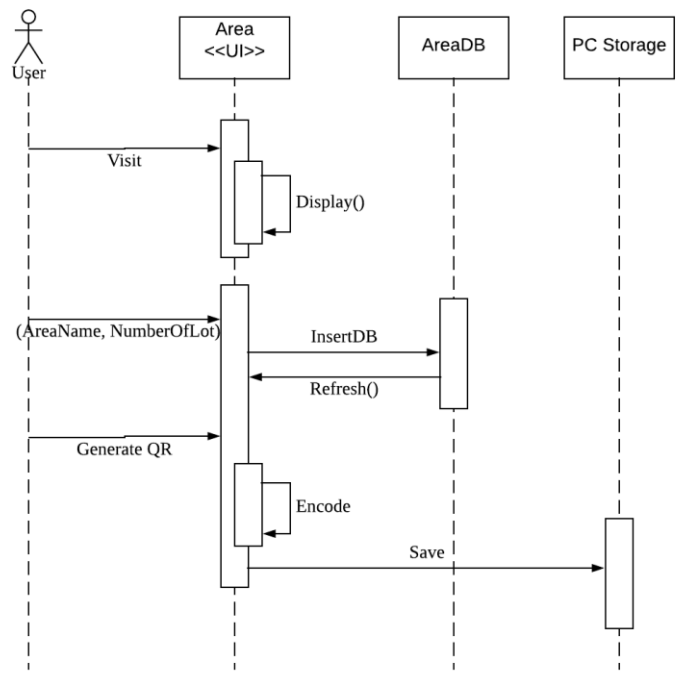 User
Area
<<UI>>
AreaDB
PC Storage
Visit
Display()
(AreaName, NumberOfLot)
InsertDB
Refresh()
Generate QR
Encode
Save